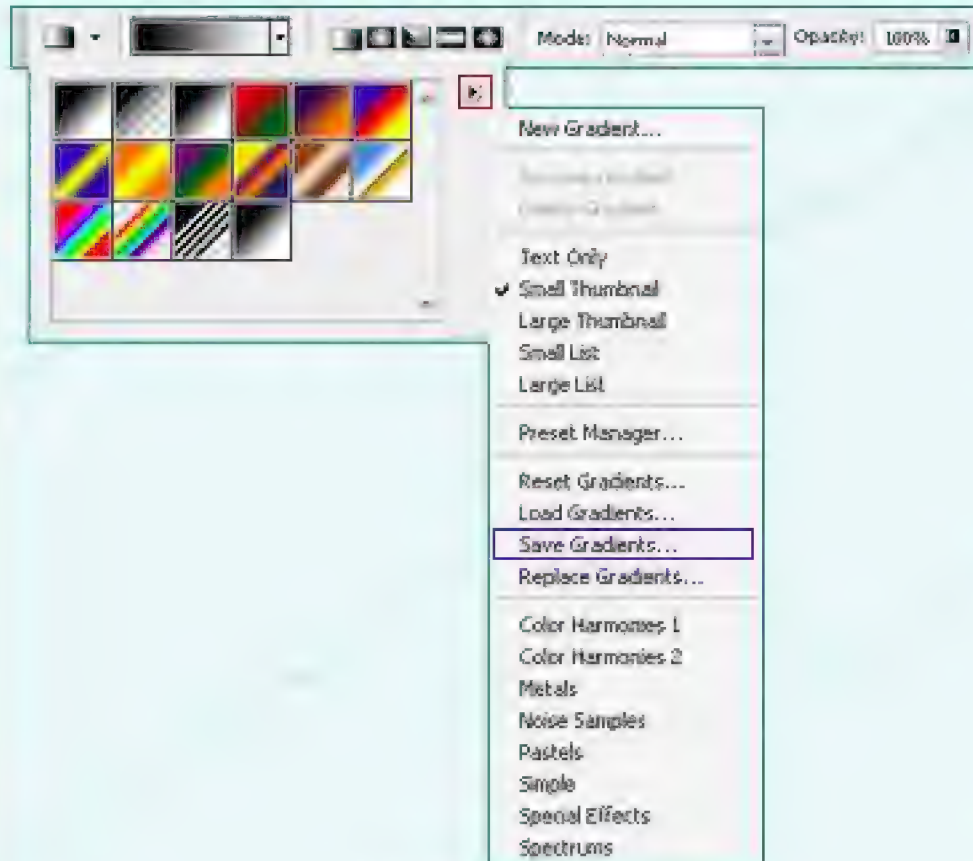 Mode: Normal Opacity: 100%
New Gradient...
Text Only
Small Thumbnail
Large Thumbnail
Small List
Large List
Preset Manager...
Reset Gradients...
Load Gradients...
Save Gradients...
Replace Gradients...
Color Harmonies 1
Color Harmonies 2
Metals
Noise Samples
Pastels
Simple
Special Effects
Spectrums